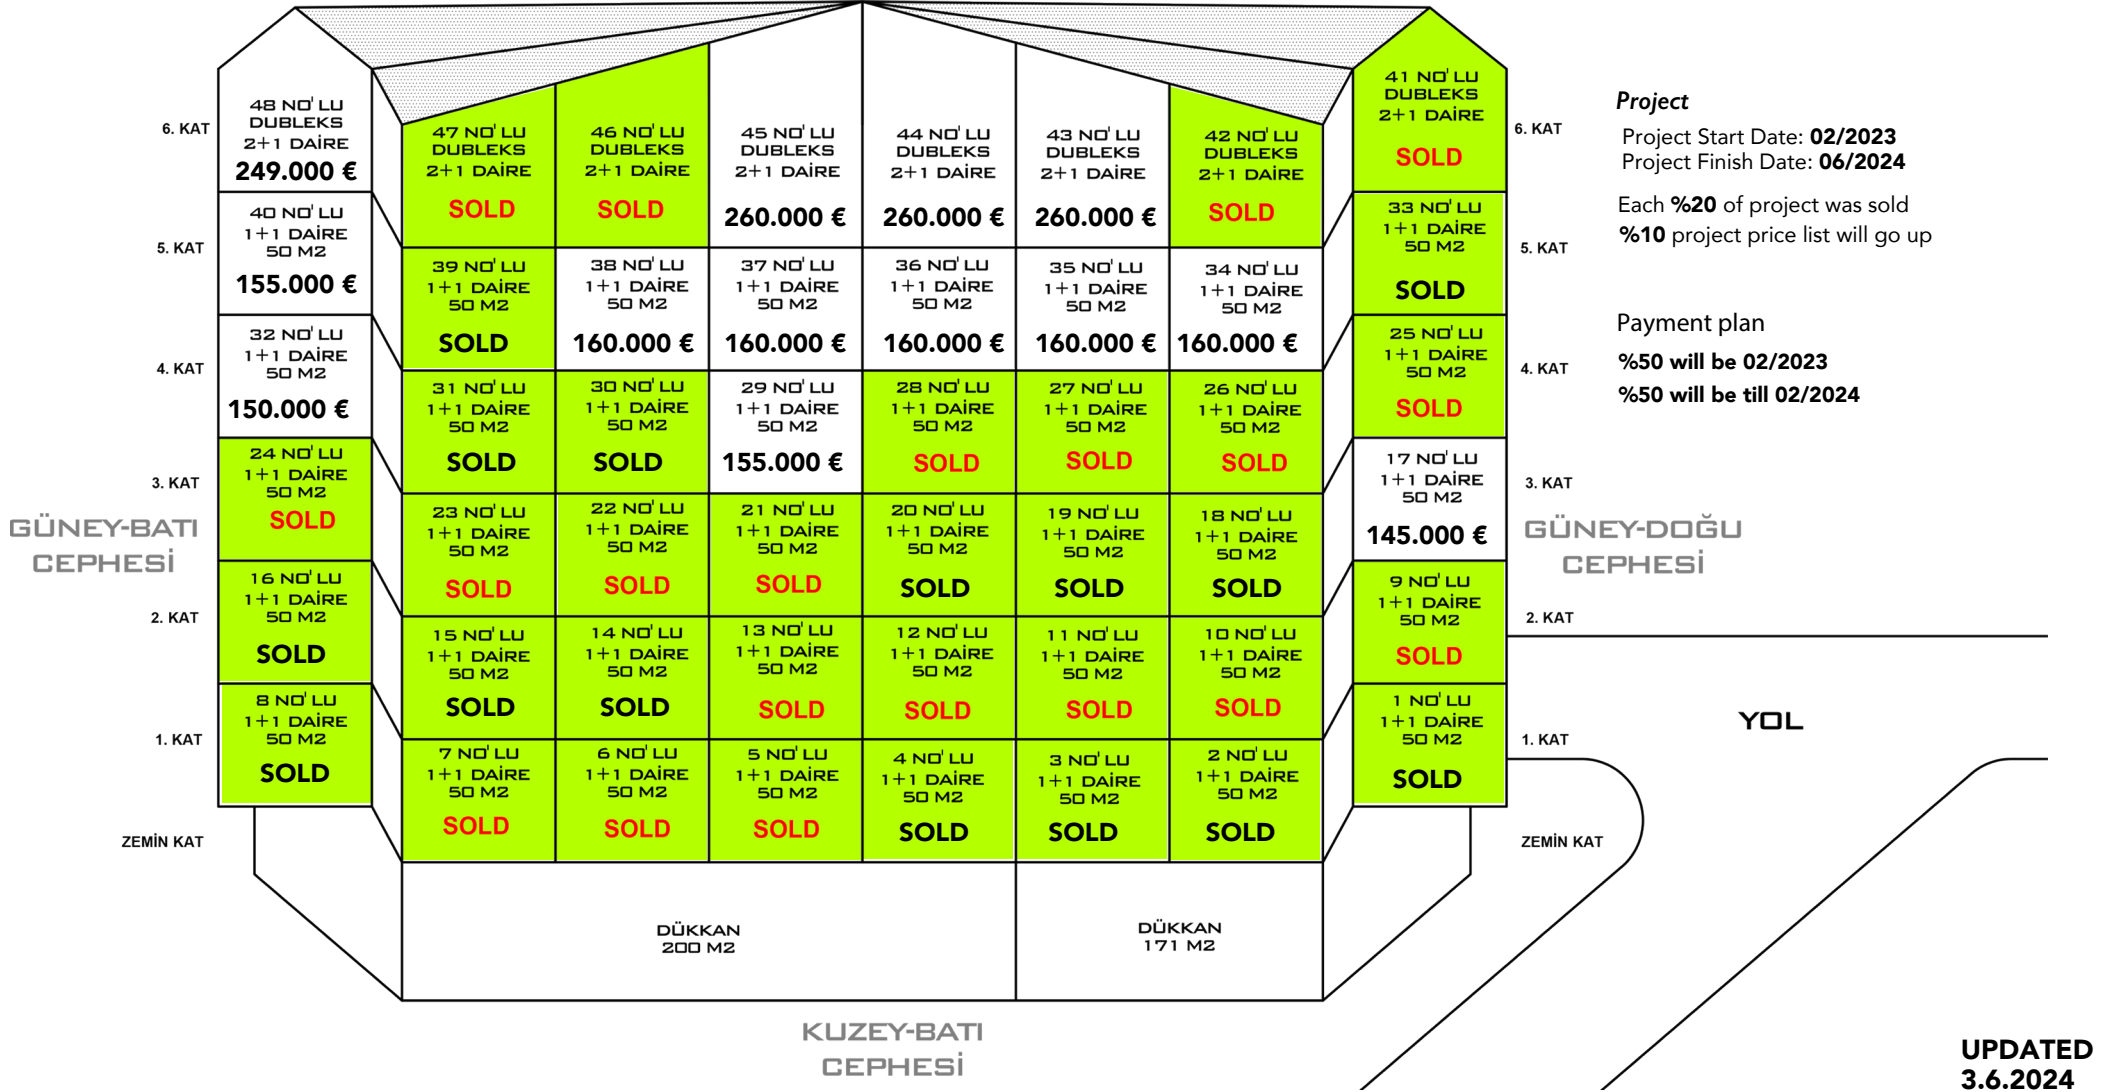 6. KAT
48 NO' LU
DUBLEKS
2+1 DAİRE
249.000 €
47 NO' LU
DUBLEKS
2+1 DAİRE
SOLD
46 NO' LU
DUBLEKS
2+1 DAİRE
SOLD
45 NO' LU
DUBLEKS
2+1 DAİRE
260.000 €
44 NO' LU
DUBLEKS
2+1 DAİRE
260.000 €
43 NO' LU
DUBLEKS
2+1 DAİRE
260.000 €
42 NO' LU
DUBLEKS
2+1 DAİRE
SOLD
41 NO' LU
DUBLEKS
2+1 DAİRE
SOLD
6. KAT
5. KAT
40 NO' LU
1+1 DAİRE
50 M2
155.000 €
39 NO' LU
1+1 DAİRE
50 M2
SOLD
38 NO' LU
1+1 DAİRE
50 M2
160.000 €
37 NO' LU
1+1 DAİRE
50 M2
160.000 €
36 NO' LU
1+1 DAİRE
50 M2
160.000 €
35 NO' LU
1+1 DAİRE
50 M2
160.000 €
34 NO' LU
1+1 DAİRE
50 M2
160.000 €
33 NO' LU
1+1 DAİRE
50 M2
SOLD
5. KAT
4. KAT
32 NO' LU
1+1 DAİRE
50 M2
150.000 €
31 NO' LU
1+1 DAİRE
50 M2
SOLD
30 NO' LU
1+1 DAİRE
50 M2
SOLD
29 NO' LU
1+1 DAİRE
50 M2
155.000 €
28 NO' LU
1+1 DAİRE
50 M2
SOLD
27 NO' LU
1+1 DAİRE
50 M2
SOLD
26 NO' LU
1+1 DAİRE
50 M2
SOLD
25 NO' LU
1+1 DAİRE
50 M2
SOLD
4. KAT
3. KAT
24 NO' LU
1+1 DAİRE
50 M2
SOLD
23 NO' LU
1+1 DAİRE
50 M2
SOLD
22 NO' LU
1+1 DAİRE
50 M2
SOLD
21 NO' LU
1+1 DAİRE
50 M2
SOLD
20 NO' LU
1+1 DAİRE
50 M2
SOLD
19 NO' LU
1+1 DAİRE
50 M2
SOLD
18 NO' LU
1+1 DAİRE
50 M2
SOLD
17 NO' LU
1+1 DAİRE
50 M2
145.000 €
3. KAT
GÜNEY-BATI
CEPHESİ
GÜNEY-DOĞU
CEPHESİ
2. KAT
16 NO' LU
1+1 DAİRE
50 M2
SOLD
15 NO' LU
1+1 DAİRE
50 M2
SOLD
14 NO' LU
1+1 DAİRE
50 M2
SOLD
13 NO' LU
1+1 DAİRE
50 M2
SOLD
12 NO' LU
1+1 DAİRE
50 M2
SOLD
11 NO' LU
1+1 DAİRE
50 M2
SOLD
10 NO' LU
1+1 DAİRE
50 M2
SOLD
9 NO' LU
1+1 DAİRE
50 M2
SOLD
2. KAT
1. KAT
8 NO' LU
1+1 DAİRE
50 M2
SOLD
7 NO' LU
1+1 DAİRE
50 M2
SOLD
6 NO' LU
1+1 DAİRE
50 M2
SOLD
5 NO' LU
1+1 DAİRE
50 M2
SOLD
4 NO' LU
1+1 DAİRE
50 M2
SOLD
3 NO' LU
1+1 DAİRE
50 M2
SOLD
2 NO' LU
1+1 DAİRE
50 M2
SOLD
1 NO' LU
1+1 DAİRE
50 M2
SOLD
1. KAT
YOL
ZEMİN KAT
ZEMİN KAT
DÜKKAN
200 M2
DÜKKAN
171 M2
KUZEY-BATI
CEPHESİ
Project
Project Start Date: 02/2023
Project Finish Date: 06/2024
Each %20 of project was sold
%10 project price list will go up
Payment plan
%50 will be 02/2023
%50 will be till 02/2024
UPDATED
3.6.2024